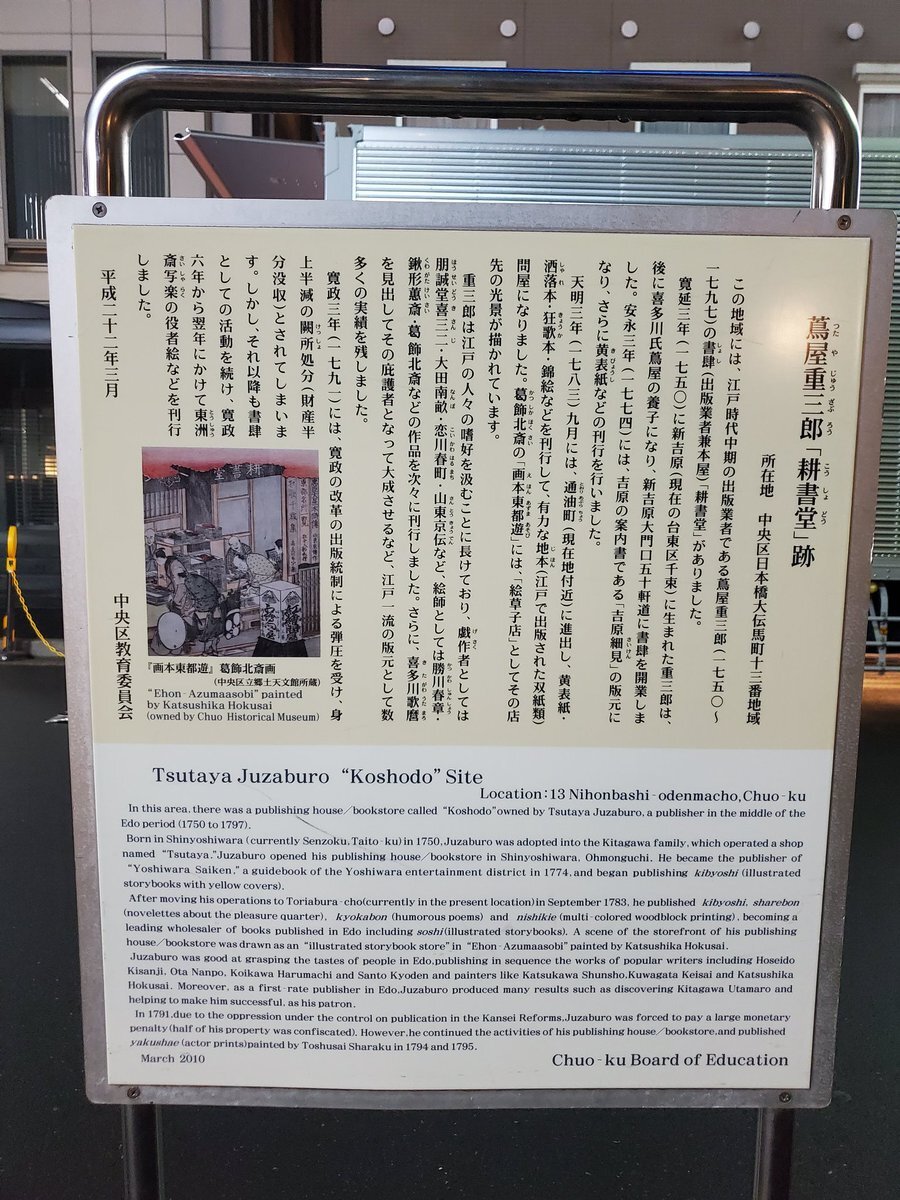 蔦屋重三郎「耕書堂」跡
所在地 中央区日本橋大伝馬町十三番地域
この地域には、江戸時代中期の出版業者である蔦屋重三郎(一七五〇～
一七九七)の書肆(出版業者兼本屋)「耕書堂」がありました。
寛延三年(一七五〇)に新吉原(現在の台東区千束)に生まれた重三郎は、
後に喜多川氏蔦屋の養子になり、新吉原大門口五十軒道に書肆を開業しま
した。安永三年(一七七四)には、吉原の案内書である「吉原細見」の版元に
なり、さらに黄表紙などの刊行を行いました。
天明三年(一七八三)九月には、通油町(現在地付近)に進出し、黄表紙・
洒落本・狂歌本・錦絵などを刊行して、有力な地本(江戸で出版された双紙類)
問屋になりました。葛飾北斎の「画本東都遊」には、「絵草子店」としてその店
先の光景が描かれています。
重三郎は江戸の人々の嗜好を汲むことに長けており、戯作者としては
朋誠堂喜三二・大田南畝・恋川春町・山東京伝など、絵師としては勝川春章・
鍬形蕙斎・葛飾北斎などの作品を次々に刊行しました。さらに、喜多川歌麿
を見出してその庇護者となって大成させるなど、江戸一流の版元として数
多くの実績を残しました。
寛政三年(一七九一)には、寛政の改革の出版統制による弾圧を受け、身
上半減の闕所処分(財産半
分没収)とされてしまいま
す。しかし、それ以降も書肆
としての活動を続け、寛政
六年から翌年にかけて東洲
斎写楽の役者絵などを刊行
しました。
平成二十二年三月
中央区教育委員会
『画本東都遊』葛飾北斎画
(中央区立郷土天文館所蔵)
"Ehon-Azumaasobi" painted
by Katsushika Hokusai
(owned by Chuo Historical Museum)
Tsutaya Juzaburo "Koshodo" Site
Location:13 Nihonbashi-odenmacho,Chuo-ku
In this area, there was a publishing house/bookstore called "Koshodo"owned by Tsutaya Juzaburo, a publisher in the middle of the
Edo period (1750 to 1797).
Born in Shinyoshiwara (currently Senzoku,Taito-ku) in 1750,Juzaburo was adopted into the Kitagawa family, which operated a shop
named "Tsutaya."Juzaburo opened his publishing house/bookstore in Shinyoshiwara, Ohmonguchi. He became the publisher of
"Yoshiwara Saiken," a guidebook of the Yoshiwara entertainment district in 1774,and began publishing kibyoshi (illustrated
storybooks with yellow covers).
After moving his operations to Toriabura-cho(currently in the present location)in September 1783, he published kibyoshi, sharebon
(novelettes about the pleasure quarter), kyokabon (humorous poems) and nishikie (multi-colored woodblock printing), becoming a
leading wholesaler of books published in Edo including soshi(illustrated storybooks). A scene of the storefront of his publishing
house/bookstore was drawn as an "illustrated storybook store" in "Ehon-Azumaasobi" painted by Katsushika Hokusai.
Juzaburo was good at grasping the tastes of people in Edo,publishing in sequence the works of popular writers including Hoseido
Kisanji, Ota Nanpo, Koikawa Harumachi and Santo Kyoden and painters like Katsukawa Shunsho,Kuwagata Keisai and Katsushika
Hokusai. Moreover, as a first-rate publisher in Edo,Juzaburo produced many results such as discovering Kitagawa Utamaro and
helping to make him successful, as his patron.
In 1791,due to the oppression under the control on publication in the Kansei Reforms,Juzaburo was forced to pay a large monetary
penalty(half of his property was confiscated). However,he continued the activities of his publishing house/bookstore,and published
yakushae (actor prints)painted by Toshusai Sharaku in 1794 and 1795.
March 2010
Chuo-ku Board of Education